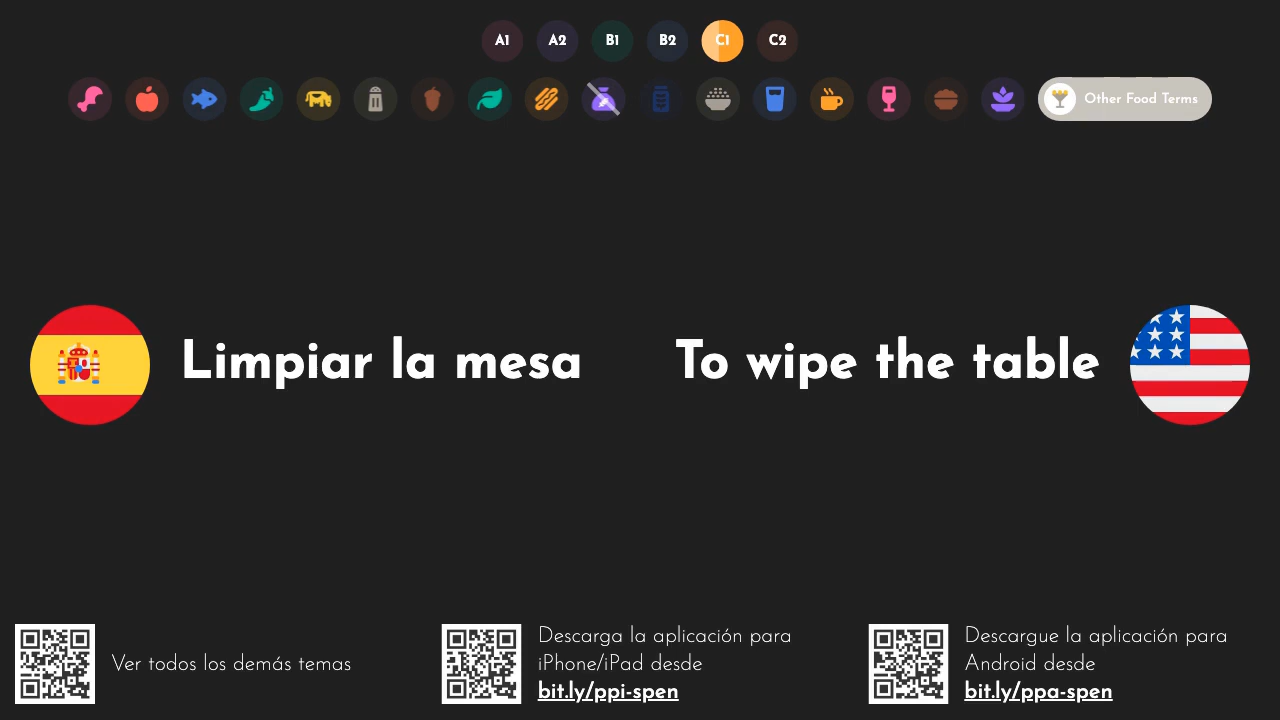 A1 A2 B1 B2 C1 C2
Other Food Terms
Limpiar la mesa
To wipe the table
Ver todos los demás temas
Descarga la aplicación para
iPhone/iPad desde
bit.ly/ppi-spen
Descargue la aplicación para
Android desde
bit.ly/ppa-spen